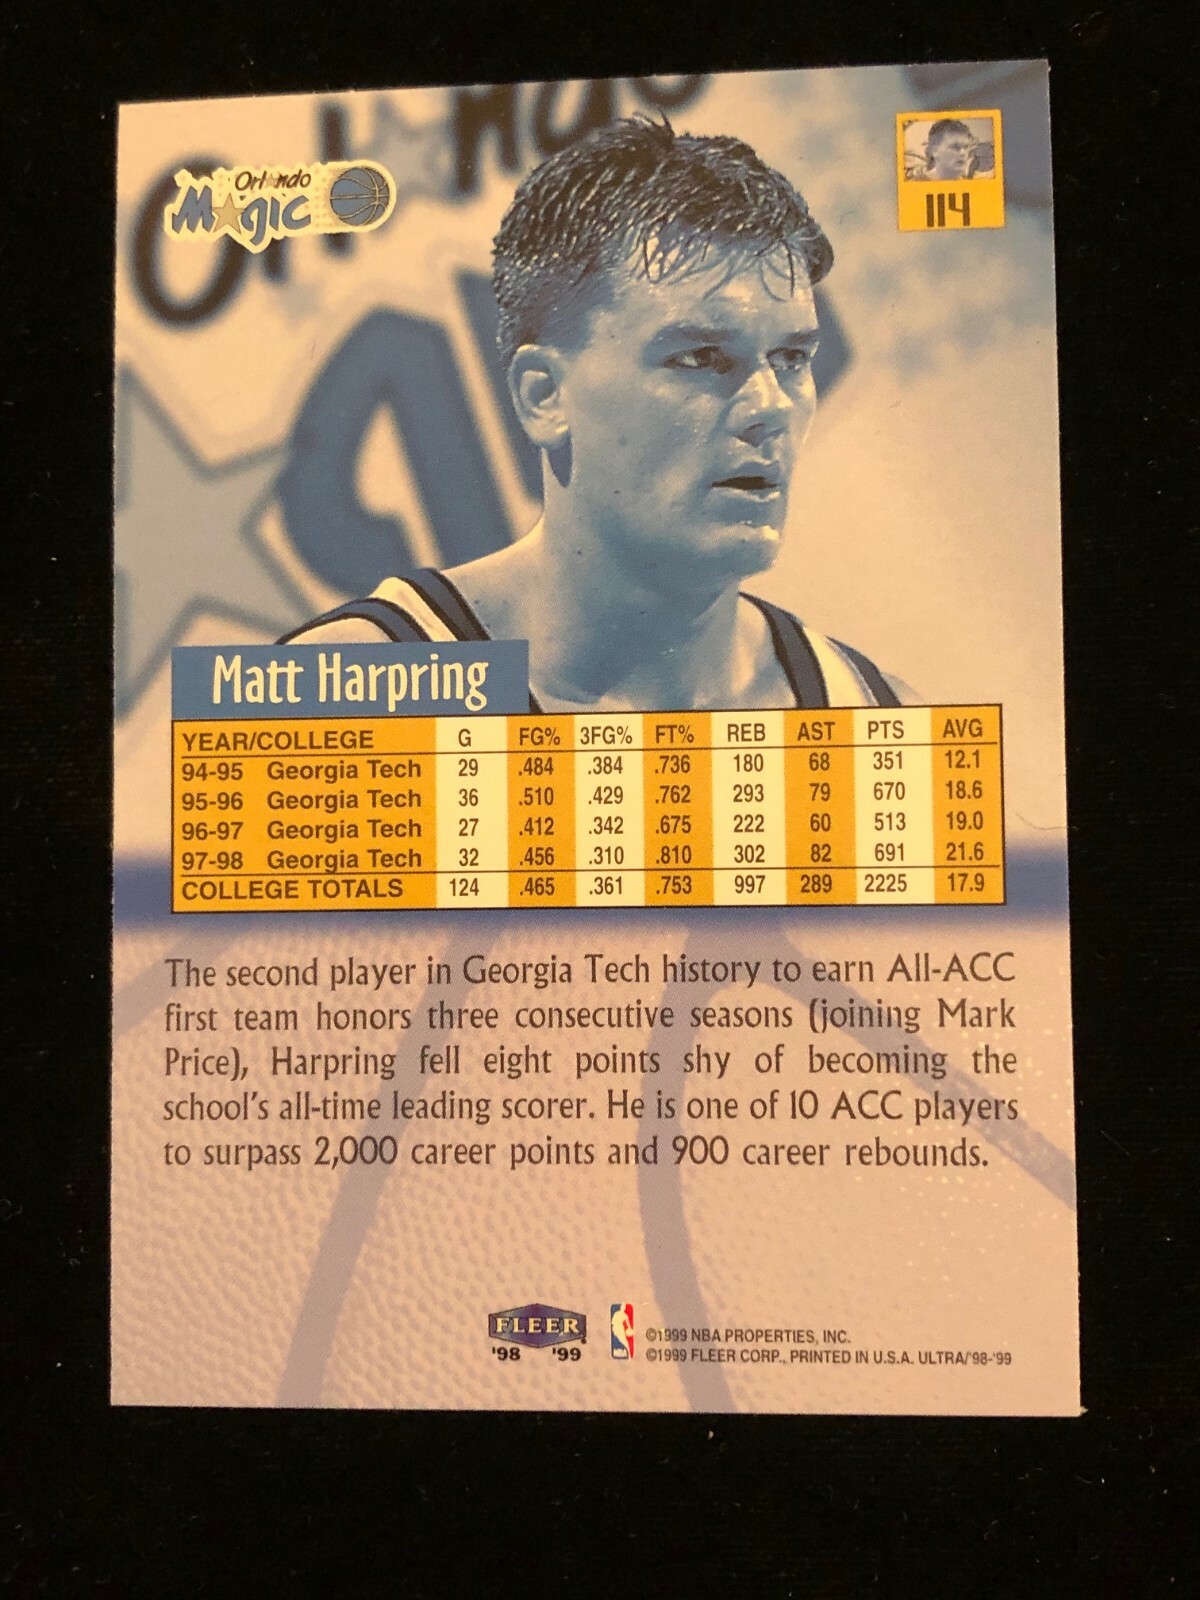 Orlando
Orlando
MAGIC
114
Matt Harpring
YEAR/COLLEGE G FG% 3FG% FT% REB AST PTS AVG
94-95 Georgia Tech 29 .484 .384 .736 180 68 351 12.1
95-96 Georgia Tech 36 .510 .429 .762 293 79 670 18.6
96-97 Georgia Tech 27 .412 .342 .675 222 60 513 19.0
97-98 Georgia Tech 32 .456 .310 .810 302 82 691 21.6
COLLEGE TOTALS 124 .465 .361 .753 997 289 2225 17.9
The second player in Georgia Tech history to earn All-ACC
first team honors three consecutive seasons (joining Mark
Price), Harpring fell eight points shy of becoming the
school's all-time leading scorer. He is one of 10 ACC players
to surpass 2,000 career points and 900 career rebounds.
FLEER
'98 '99
NBA
©1999 NBA PROPERTIES, INC.
©1999 FLEER CORP., PRINTED IN U.S.A. ULTRA/'98-'99